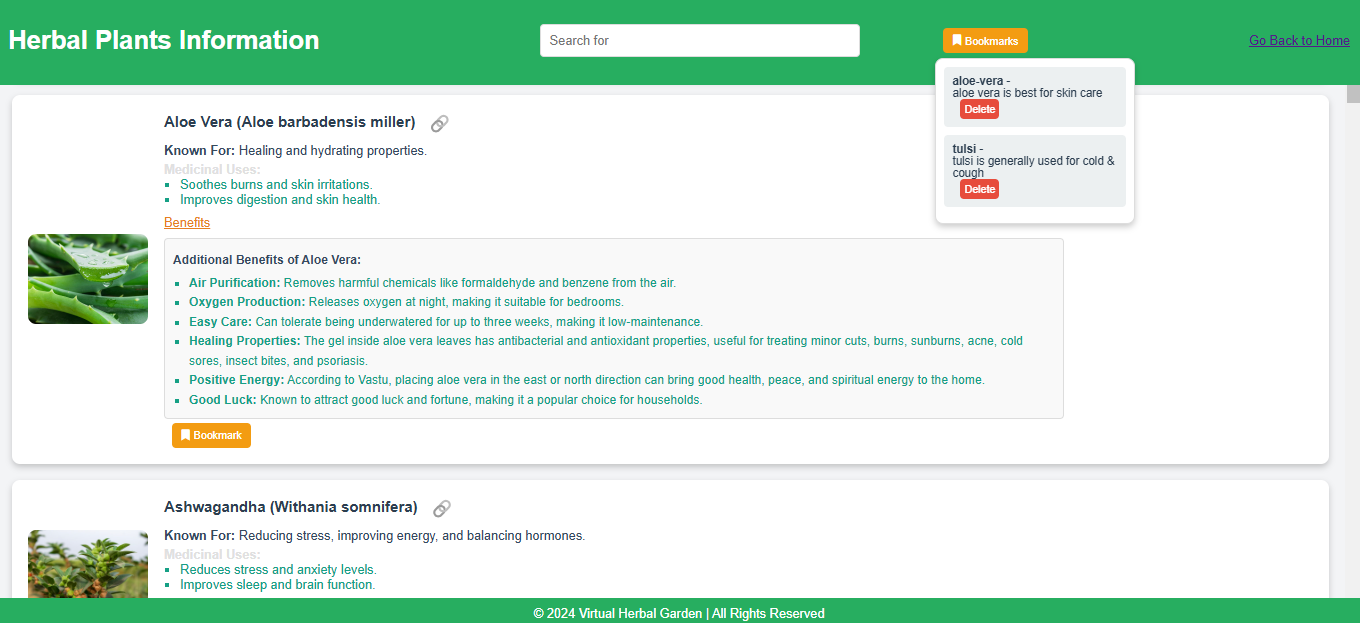 Herbal Plants Information
Search for
Bookmarks
Go Back to Home
aloe-vera -
aloe vera is best for skin care
Delete
tulsi -
tulsi is generally used for cold &
cough
Delete
Aloe Vera (Aloe barbadensis miller)
Known For: Healing and hydrating properties.
Medicinal Uses:
Soothes burns and skin irritations.
Improves digestion and skin health.
Benefits
Additional Benefits of Aloe Vera:
Air Purification: Removes harmful chemicals like formaldehyde and benzene from the air.
Oxygen Production: Releases oxygen at night, making it suitable for bedrooms.
Easy Care: Can tolerate being underwatered for up to three weeks, making it low-maintenance.
Healing Properties: The gel inside aloe vera leaves has antibacterial and antioxidant properties, useful for treating minor cuts, burns, sunburns, acne, cold
sores, insect bites, and psoriasis.
Positive Energy: According to Vastu, placing aloe vera in the east or north direction can bring good health, peace, and spiritual energy to the home.
Good Luck: Known to attract good luck and fortune, making it a popular choice for households.
Bookmark
Ashwagandha (Withania somnifera)
Known For: Reducing stress, improving energy, and balancing hormones.
Medicinal Uses:
Reduces stress and anxiety levels.
Improves sleep and brain function.
© 2024 Virtual Herbal Garden | All Rights Reserved